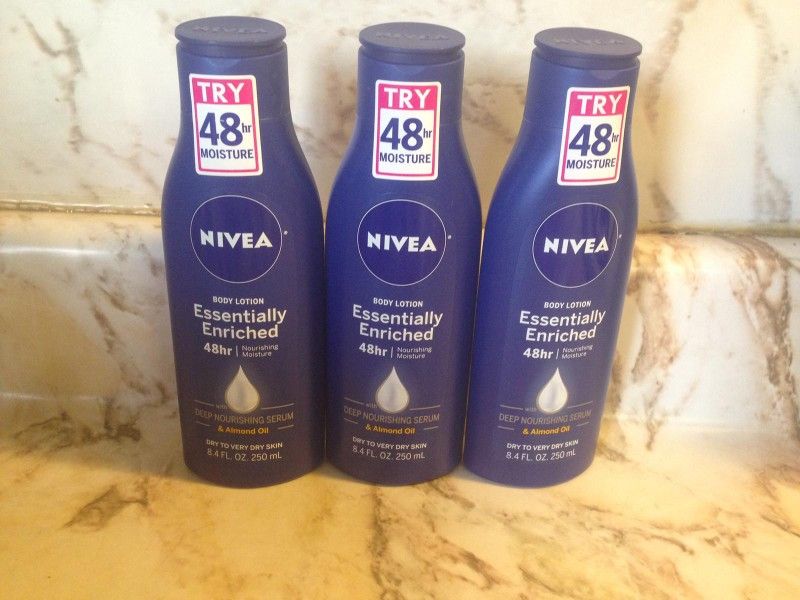 TRY
48hr
MOISTURE
NIVEA®
BODY LOTION
Essentially
Enriched
48hr | Nourishing
Moisture
with
DEEP NOURISHING SERUM
& Almond Oil
DRY TO VERY DRY SKIN
8.4 FL. OZ. 250 mL
TRY
48hr
MOISTURE
NIVEA®
BODY LOTION
Essentially
Enriched
48hr | Nourishing
Moisture
with
DEEP NOURISHING SERUM
& Almond Oil
DRY TO VERY DRY SKIN
8.4 FL. OZ. 250 mL
TRY
48hr
MOISTURE
NIVEA®
BODY LOTION
Essentially
Enriched
48hr | Nourishing
Moisture
with
DEEP NOURISHING SERUM
& Almond Oil
DRY TO VERY DRY SKIN
8.4 FL. OZ. 250 mL